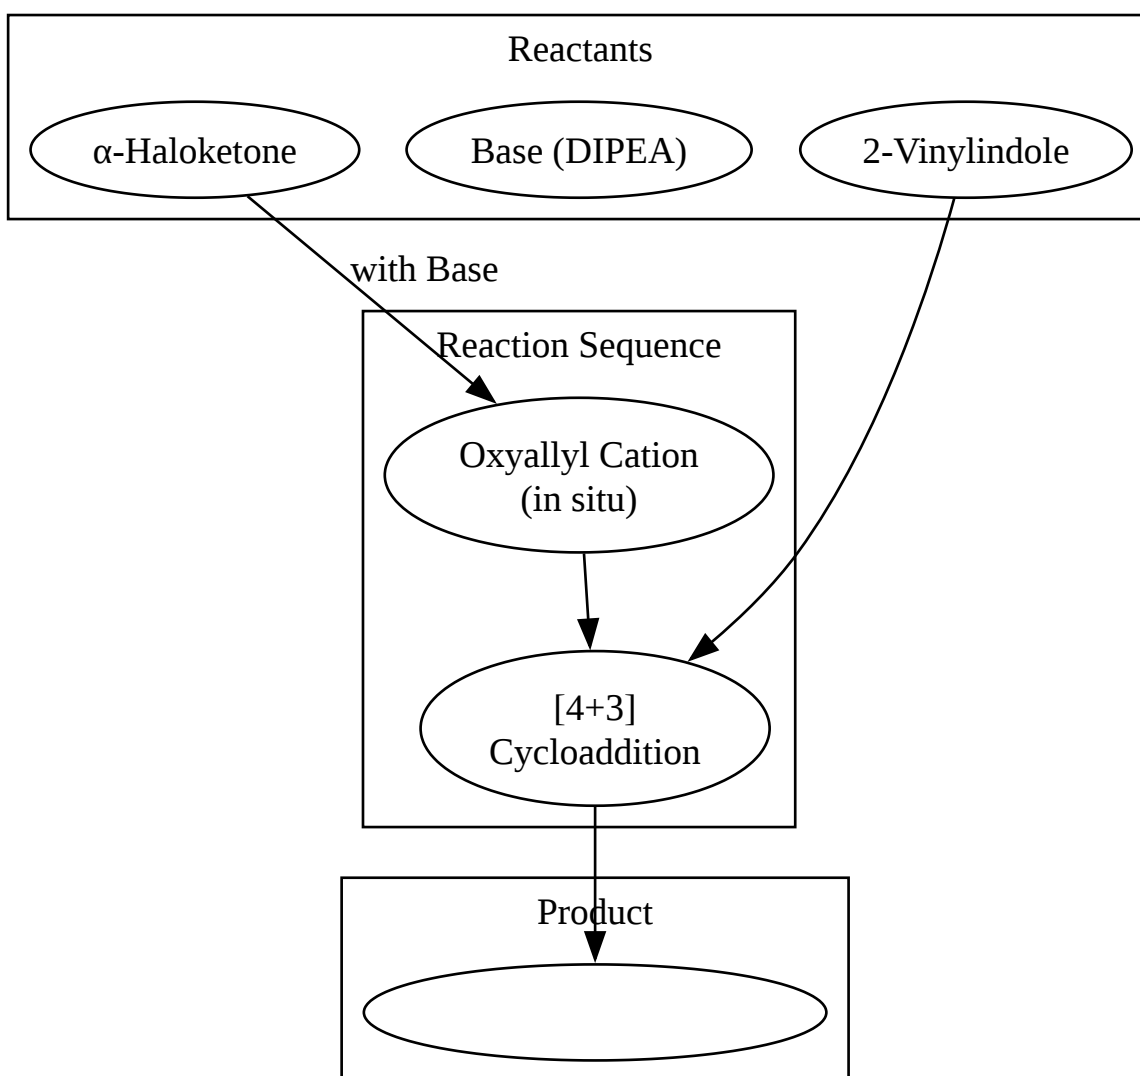 Reactants
α-Haloketone
Base (DIPEA)
2-Vinylindole
with Base
Reaction Sequence
Oxyallyl Cation
(in situ)
[4+3]
Cycloaddition
Product